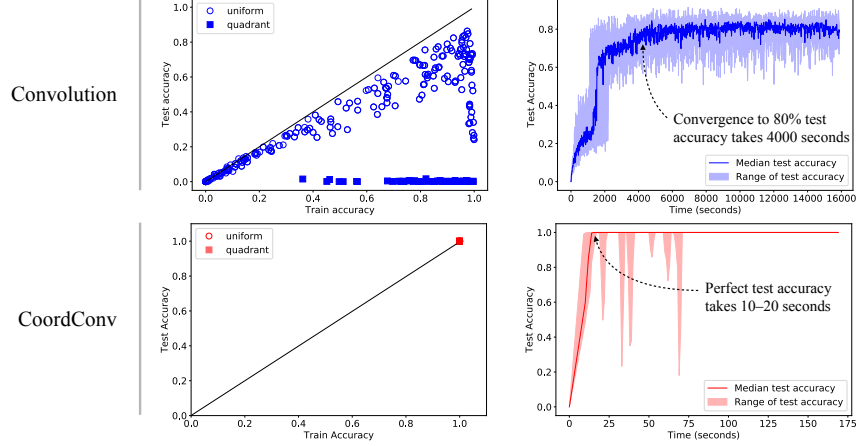 Convolution
Test accuracy
1.0
0.8
0.6
0.4
0.2
0.0
uniform
quadrant
0.0 0.2 0.4 0.6 0.8 1.0
Train accuracy
Test accuracy
0.8
0.6
0.4
0.2
0.0
Convergence to 80% test
accuracy takes 4000 seconds
Median test accuracy
Range of test accuracy
0 2000 4000 6000 8000 10000 12000 14000 16000
Time (seconds)
CoordConv
Test Accuracy
1.0
0.8
0.6
0.4
0.2
0.0
uniform
quadrant
0.0 0.2 0.4 0.6 0.8 1.0
Train Accuracy
Test Accuracy
1.0
0.8
0.6
0.4
0.2
0.0
Perfect test accuracy
takes 10–20 seconds
Median test accuracy
Range of test accuracy
0 25 50 75 100 125 150 175
Time (seconds)